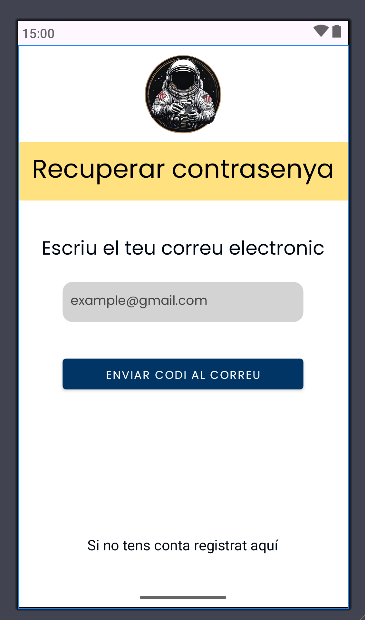 15:00
Recuperar contrasenya
Escriu el teu correu electronic
example@gmail.com
ENVIAR CODI AL CORREU
Si no tens conta registrat aquí